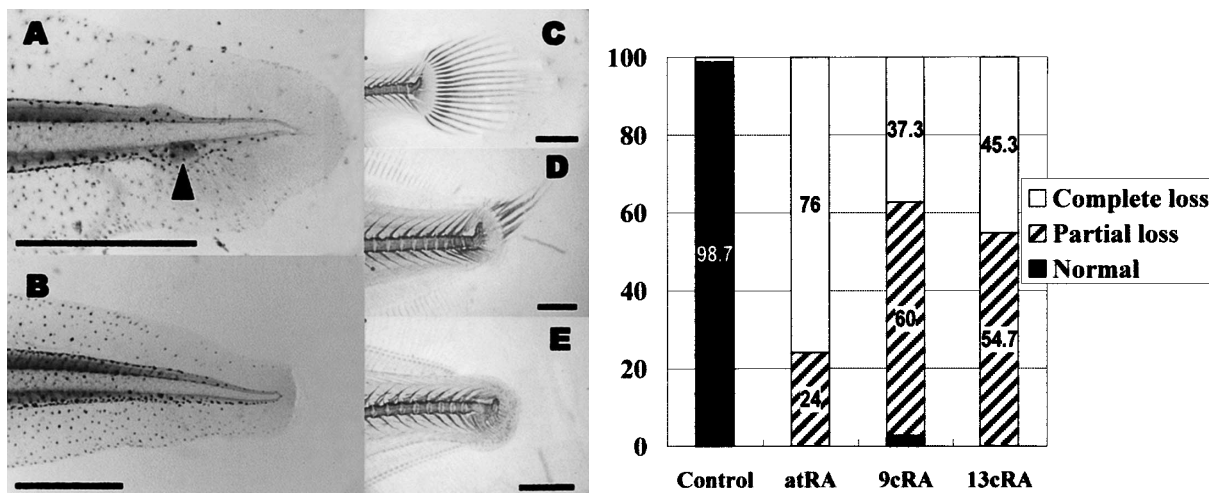 A
B
C
D
E
100
80
60
40
20
0
98.7
76
24
37.3
60
45.3
54.7
Control
atRA
9cRA
13cRA
Complete loss
Partial loss
Normal